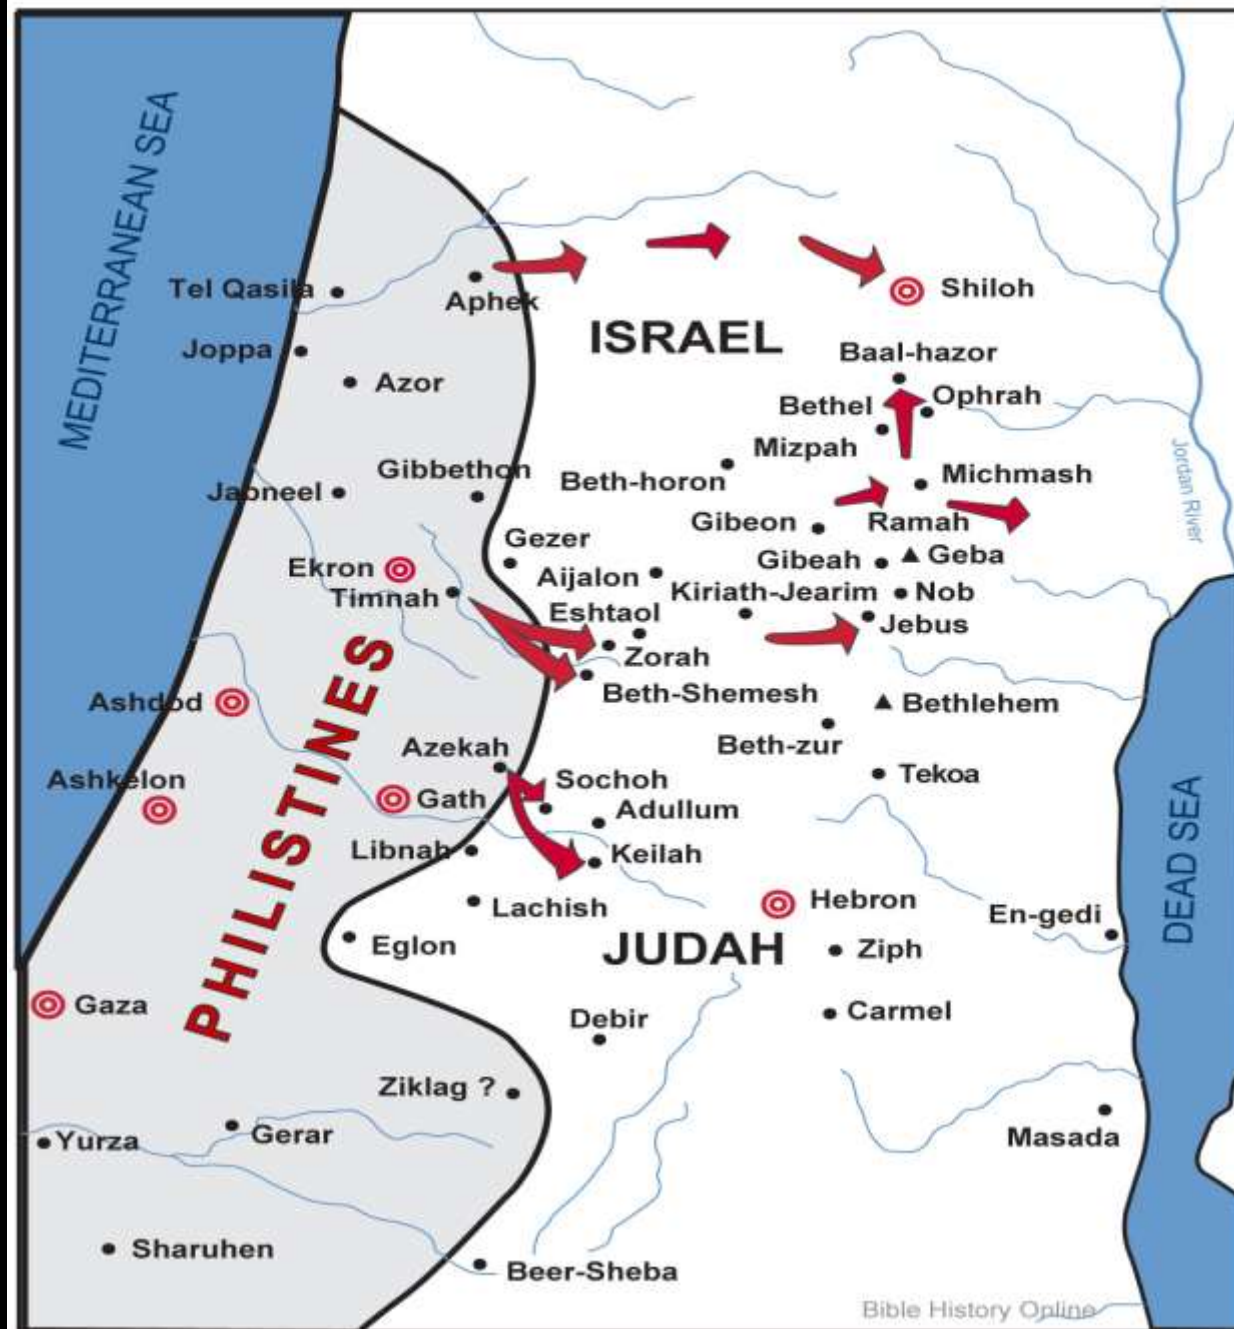 MEDITERRANEAN SEA
Tel Qasila
Aphek
Shiloh
ISRAEL
Joppa
Baal-hazor
Azor
Ophrah
Bethel
Mizpah
Gibbethon
Beth-horon
Michmash
Jordan River
Jabneel
Gibeon
Ramah
Gezer
Gibeah
Geba
Ekron
Aijalon
Timnah
Kiriath-Jearim
Nob
Eshtaol
Jebus
Zorah
Beth-Shemesh
Ashdod
Bethlehem
PHILISTINES
Beth-zur
Azekah
Tekoa
Ashkelon
Sochoh
Gath
Adullum
Libnah
Keilah
DEAD SEA
Lachish
Hebron
En-gedi
Eglon
JUDAH
Ziph
Gaza
Debir
Carmel
Ziklag ?
Gerar
Yurza
Masada
Sharuhen
Beer-Sheba
Bible History Online